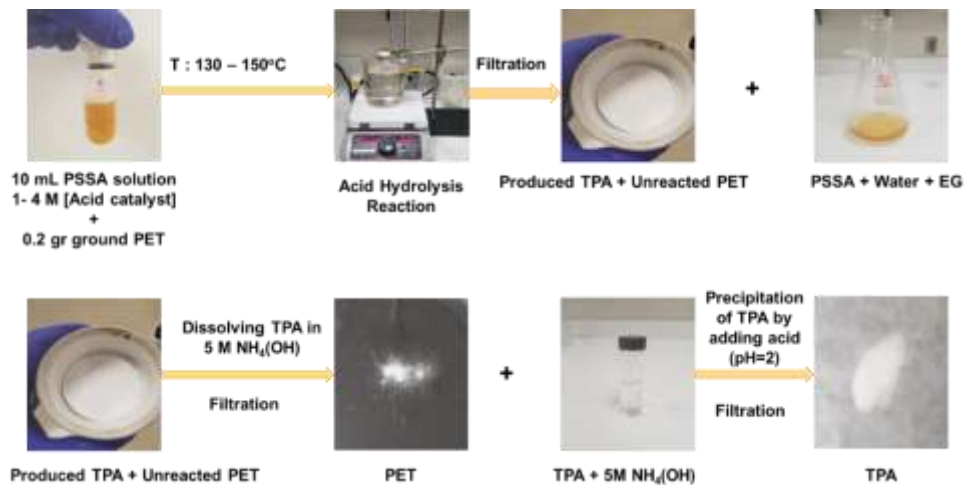 T : 130 – 150°C
Filtration
+
10 mL PSSA solution
1- 4 M [Acid catalyst]
+
0.2 gr ground PET
Acid Hydrolysis
Reaction
Produced TPA + Unreacted PET
PSSA + Water + EG
Dissolving TPA in
5 M NH₄(OH)
Filtration
+
Precipitation
of TPA by
adding acid
(pH=2)
Filtration
Produced TPA + Unreacted PET
PET
TPA + 5M NH₄(OH)
TPA